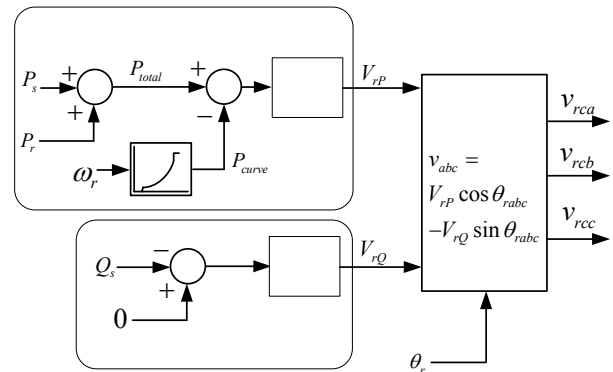 P_s
+
+
P_total
+
−
V_rP
P_r
ω_r
P_curve
v_abc =
V_rP cos θ_rabc
−V_rQ sin θ_rabc
v_rca
v_rcb
v_rcc
Q_s
−
+
0
V_rQ
θ_r